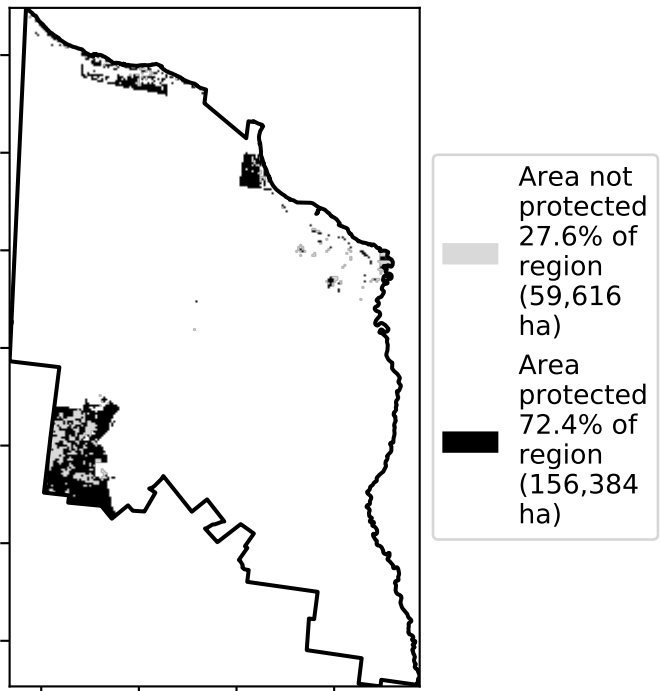 Area not
protected
27.6% of
region
(59,616
ha)
Area
protected
72.4% of
region
(156,384
ha)